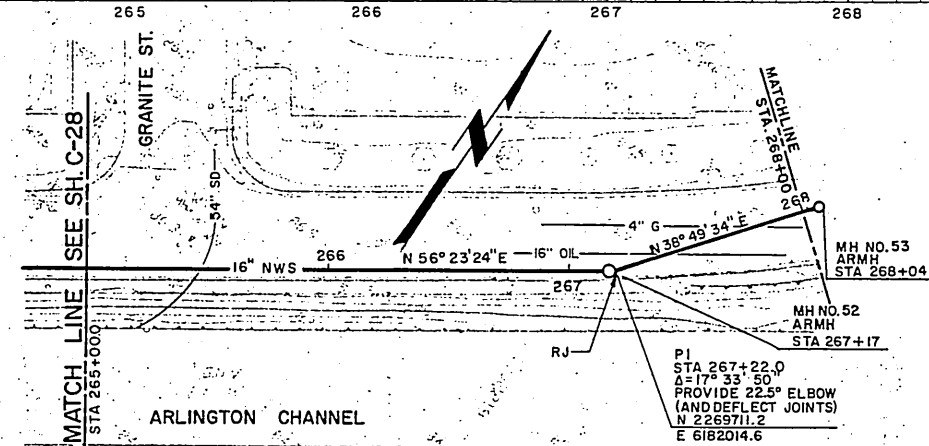 265
266
267
268
GRANITE ST.
MATCHLINE
STA. 268+00
54" SD
268
4" G
N 38° 49' 34" E
MATCH LINE SEE SH. C-28
STA 265+00.0
16" NWS
266
N 56° 23' 24" E
16" OIL
267
MH NO. 53
ARMH
STA 268+04
MH NO. 52
ARMH
STA 267+17
RJ
PI
STA 267+22.0
Δ=17° 33' 50"
PROVIDE 22.5° ELBOW
(AND DEFLECT JOINTS)
N 2269711.2
E 6182014.6
ARLINGTON CHANNEL